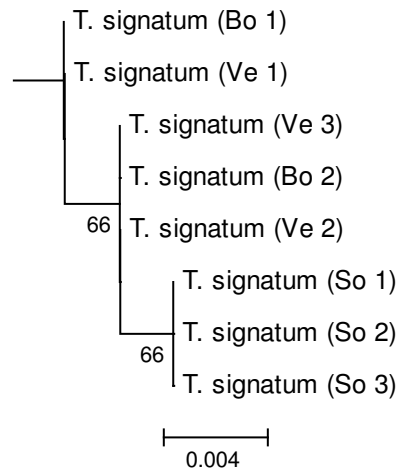 T. signatum (Bo 1)
T. signatum (Ve 1)
T. signatum (Ve 3)
T. signatum (Bo 2)
66
T. signatum (Ve 2)
T. signatum (So 1)
T. signatum (So 2)
66
T. signatum (So 3)
0.004